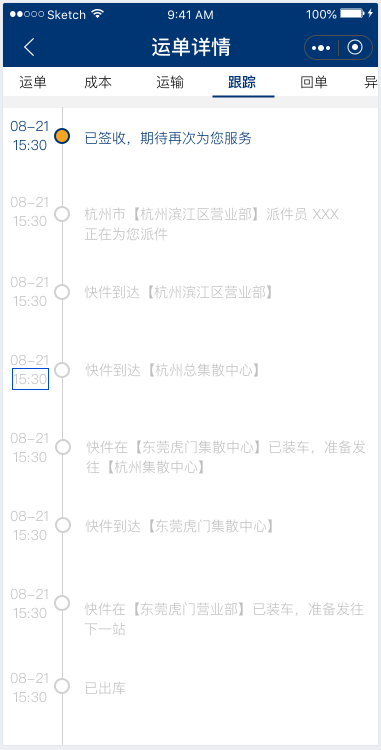 Sketch 9:41 AM 100%
运单详情
运单 成本 运输 跟踪 回单 异
08-21
15:30
已签收，期待再次为您服务
08-21
15:30
杭州市【杭州滨江区营业部】派件员 XXX
正在为您派件
08-21
15:30
快件到达【杭州滨江区营业部】
08-21
15:30
快件到达【杭州总集散中心】
08-21
15:30
快件在【东莞虎门集散中心】已装车，准备发
往【杭州集散中心】
08-21
15:30
快件到达【东莞虎门集散中心】
08-21
15:30
快件在【东莞虎门营业部】已装车，准备发往
下一站
08-21
15:30
已出库